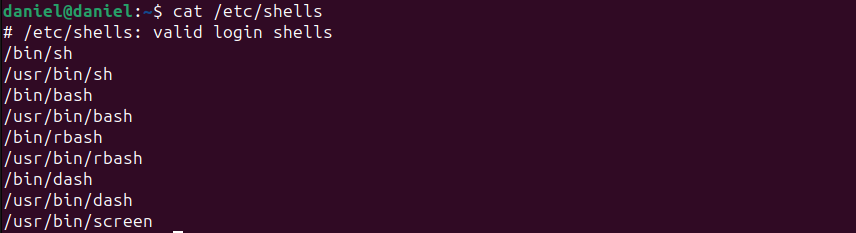 daniel@daniel:~$ cat /etc/shells
# /etc/shells: valid login shells
/bin/sh
/usr/bin/sh
/bin/bash
/usr/bin/bash
/bin/rbash
/usr/bin/rbash
/bin/dash
/usr/bin/dash
/usr/bin/screen